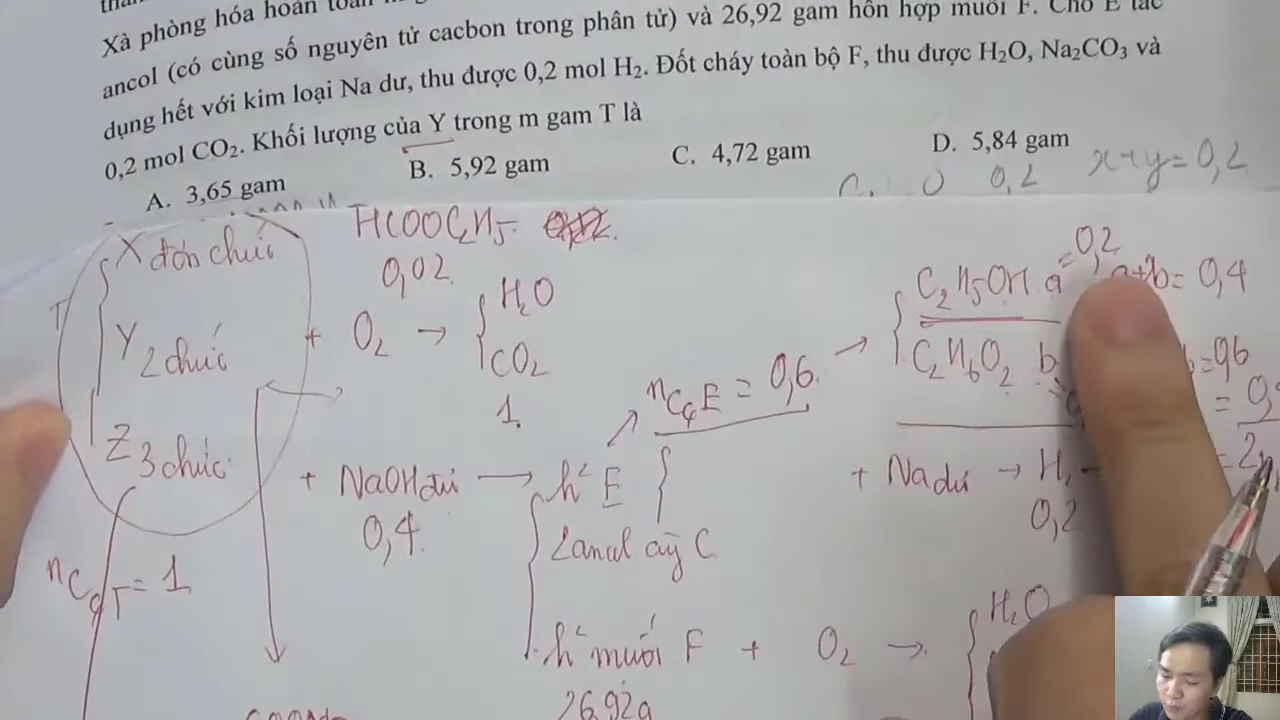 Xà phòng hóa hoàn toàn
ancol (có cùng số nguyên tử cacbon trong phân tử) và 26,92 gam hỗn hợp muối F. Cho E tác
dụng hết với kim loại Na dư, thu được 0,2 mol H₂. Đốt cháy toàn bộ F, thu được H₂O, Na₂CO₃ và
0,2 mol CO₂. Khối lượng của Y trong m gam T là
A. 3,65 gam
B. 5,92 gam
C. 4,72 gam
D. 5,84 gam
0,2
x+y=0,2
HCOOC₂H₅
0,02
X đơn chức
T
Y 2 chức
Z 3 chức
+ O₂ →
H₂O
CO₂
1
nC ạ E = 0,6
→
C₂H₅OH a = 0,2
a+b = 0,4
C₂H₆O₂ b
+ Na dư → H₂
0,2
+ NaOH đủ →
0,4
h² E
2 ancol cùng C
nC ạ T = 1
h² muối F + O₂ →
26,92g
H₂O